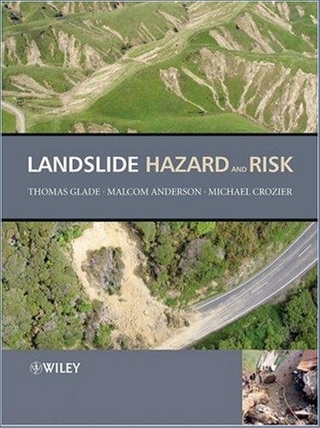 LANDSLIDE HAZARD AND RISK
THOMAS GLADE · MALCOM ANDERSON · MICHAEL CROZIER
WILEY